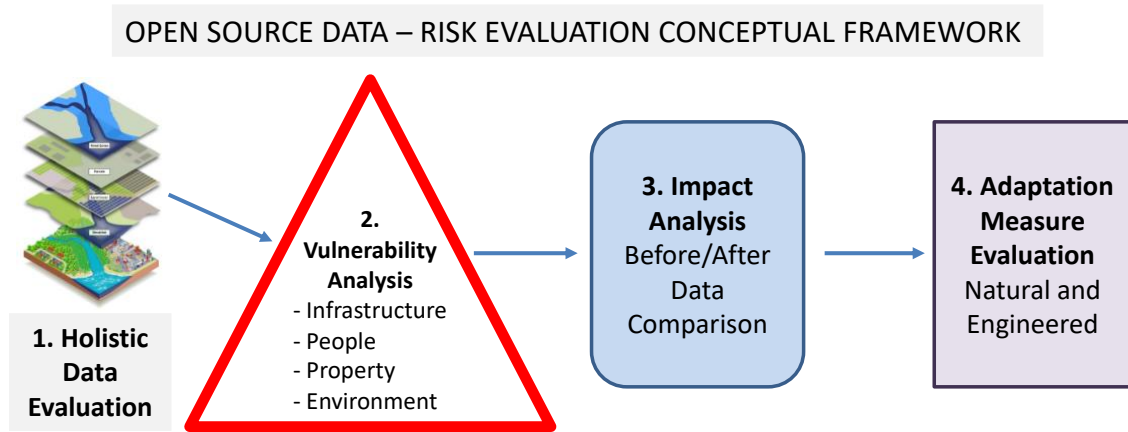 OPEN SOURCE DATA – RISK EVALUATION CONCEPTUAL FRAMEWORK
1. Holistic
Data
Evaluation
2.
Vulnerability
Analysis
- Infrastructure
- People
- Property
- Environment
3. Impact
Analysis
Before/After
Data
Comparison
4. Adaptation
Measure
Evaluation
Natural and
Engineered